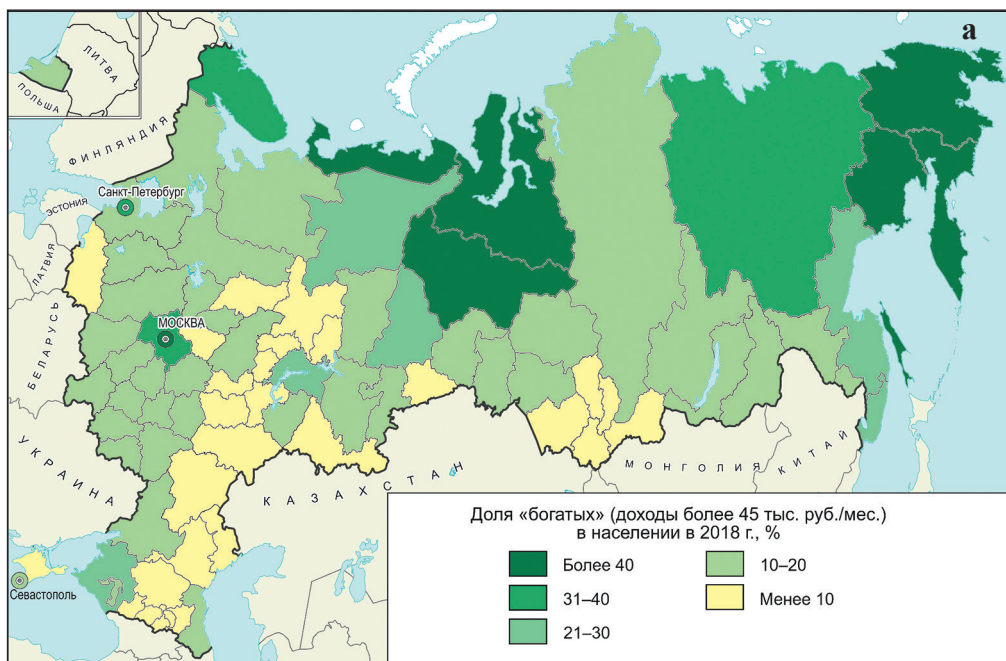 а
ЛИТВА
ПОЛЬША
ФИНЛЯНДИЯ
Санкт-Петербург
ЭСТОНИЯ
ЛАТВИЯ
БЕЛАРУСЬ
МОСКВА
УКРАИНА
КАЗАХСТАН
МОНГОЛИЯ
КИТАЙ
Севастополь
Доля «богатых» (доходы более 45 тыс. руб./мес.)
в населении в 2018 г., %
Более 40
31–40
21–30
10–20
Менее 10